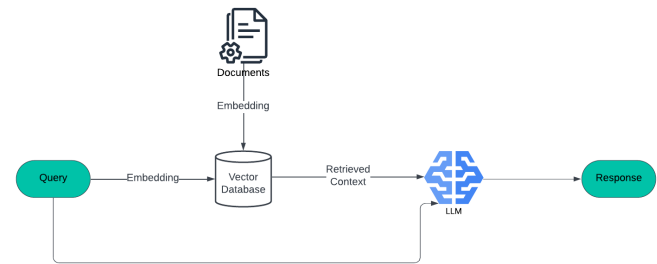 Documents
Embedding
Query
Embedding
Vector
Database
Retrieved
Context
LLM
Response